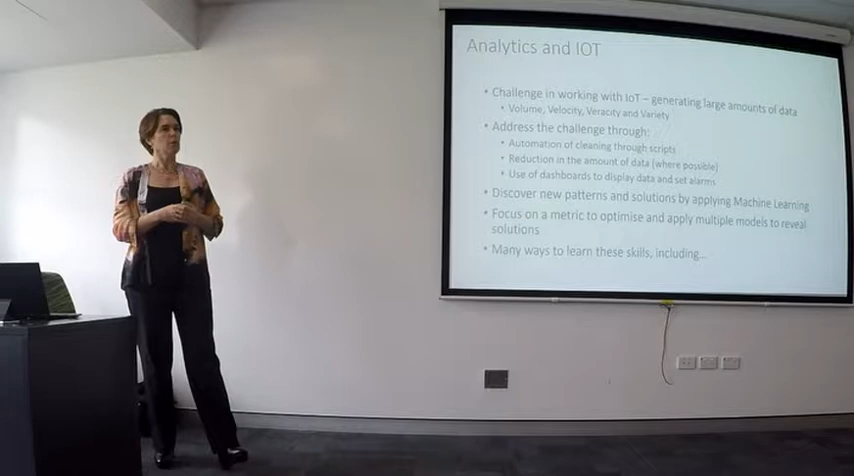 Analytics and IOT
• Challenge in working with IoT – generating large amounts of data
• Volume, Velocity, Veracity and Variety
• Address the challenge through:
• Automation of cleaning through scripts
• Reduction in the amount of data (where possible)
• Use of dashboards to display data and set alarms
• Discover new patterns and solutions by applying Machine Learning
• Focus on a metric to optimise and apply multiple models to reveal
solutions
• Many ways to learn these skills, including…